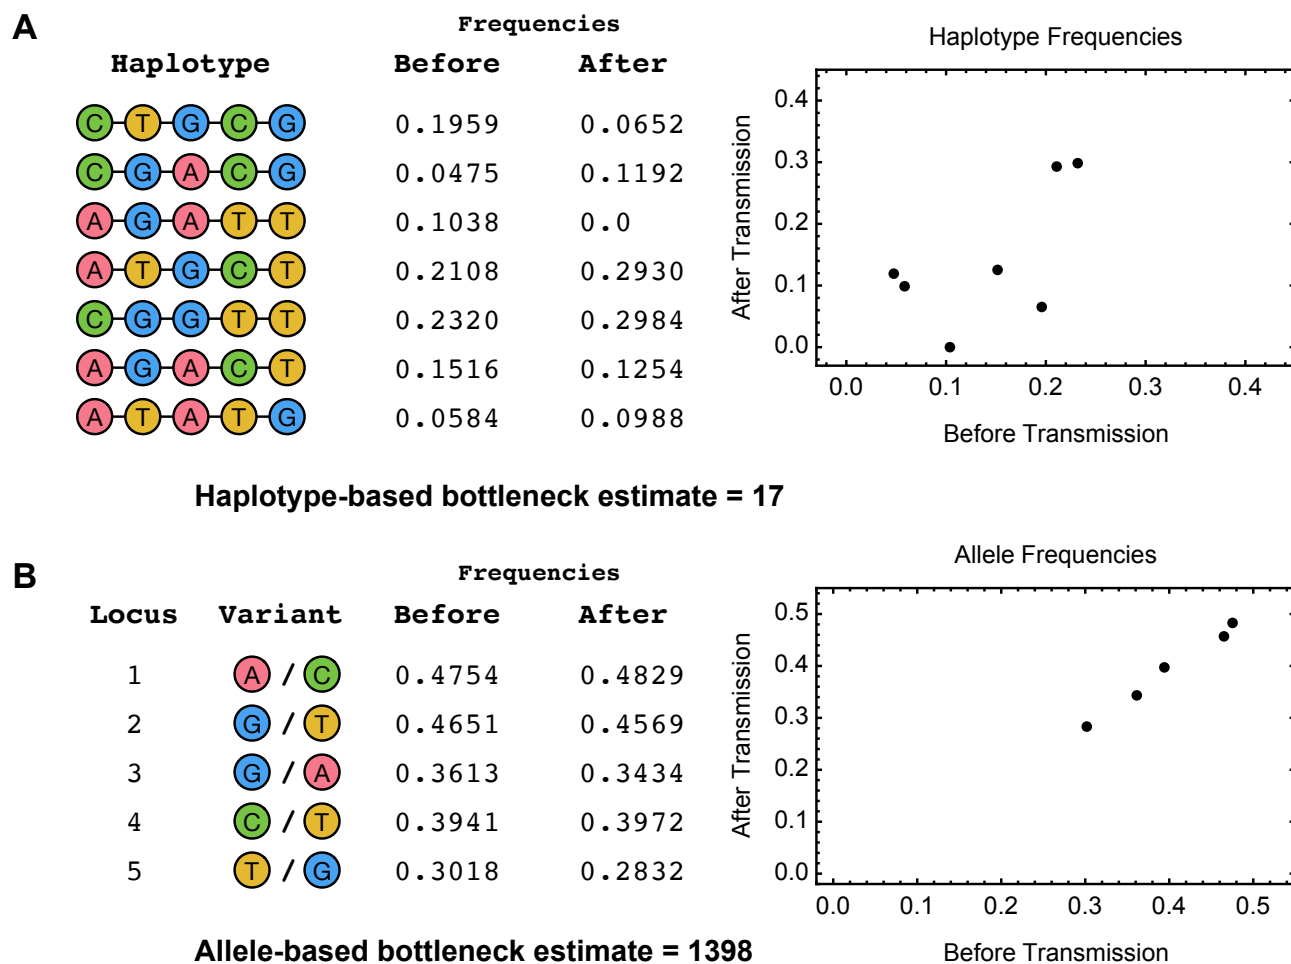 A
Frequencies
Haplotype Before After
C T G C G 0.1959 0.0652
C G A C G 0.0475 0.1192
A G A T T 0.1038 0.0
A T G C T 0.2108 0.2930
C G G T T 0.2320 0.2984
A G A C T 0.1516 0.1254
A T A T G 0.0584 0.0988
Haplotype Frequencies
After Transmission
0.4
0.3
0.2
0.1
0.0
0.0 0.1 0.2 0.3 0.4
Before Transmission
Haplotype-based bottleneck estimate = 17
B
Frequencies
Locus Variant Before After
1 A / C 0.4754 0.4829
2 G / T 0.4651 0.4569
3 G / A 0.3613 0.3434
4 C / T 0.3941 0.3972
5 T / G 0.3018 0.2832
Allele Frequencies
After Transmission
0.5
0.4
0.3
0.2
0.1
0.0
0.0 0.1 0.2 0.3 0.4 0.5
Before Transmission
Allele-based bottleneck estimate = 1398